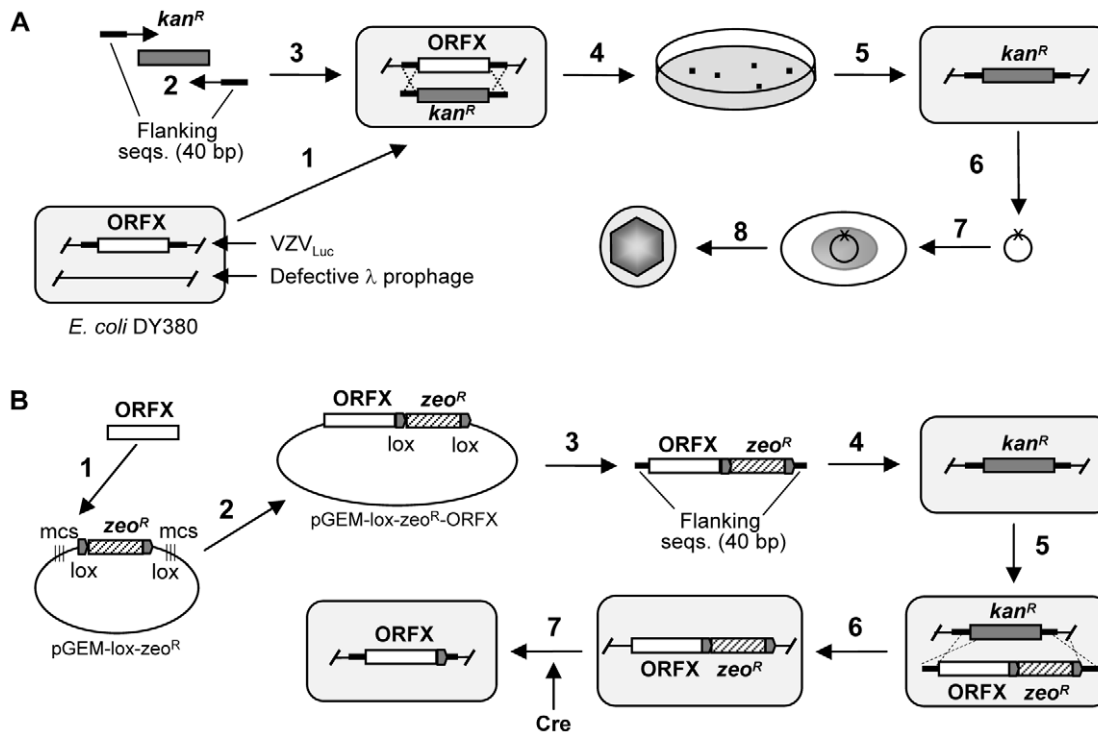 A
kanR
2
Flanking
seqs. (40 bp)
3
ORFX
kanR
4
5
kanR
1
6
ORFX
VZVLuc
Defective λ prophage
E. coli DY380
8
7
B
ORFX
1
mcs
zeoR
mcs
lox
lox
pGEM-lox-zeoR
2
ORFX
zeoR
lox
lox
pGEM-lox-zeoR-ORFX
3
ORFX
zeoR
Flanking
seqs. (40 bp)
4
kanR
5
kanR
ORFX
zeoR
6
ORFX
zeoR
7
Cre
ORFX